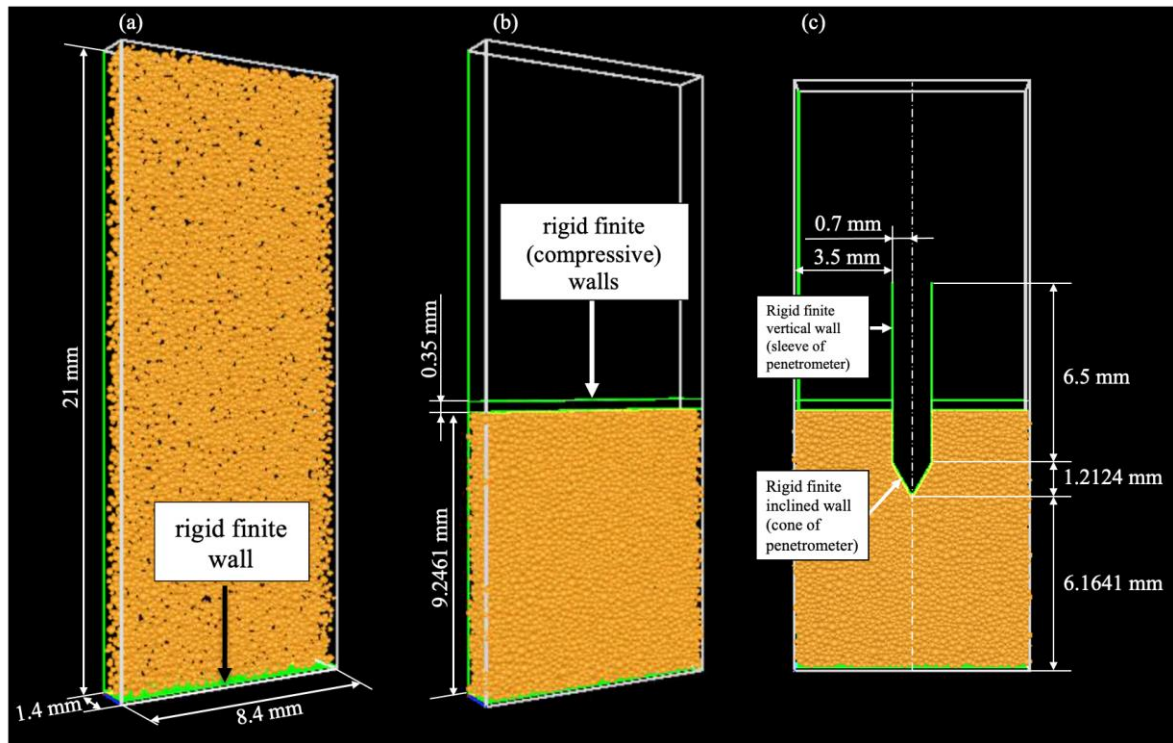 (a)
21 mm
rigid finite
wall
1.4 mm
8.4 mm
(b)
rigid finite
(compressive)
walls
0.35 mm
9.2461 mm
(c)
0.7 mm
3.5 mm
Rigid finite
vertical wall
(sleeve of
penetrometer)
6.5 mm
1.2124 mm
Rigid finite
inclined wall
(cone of
penetrometer)
6.1641 mm